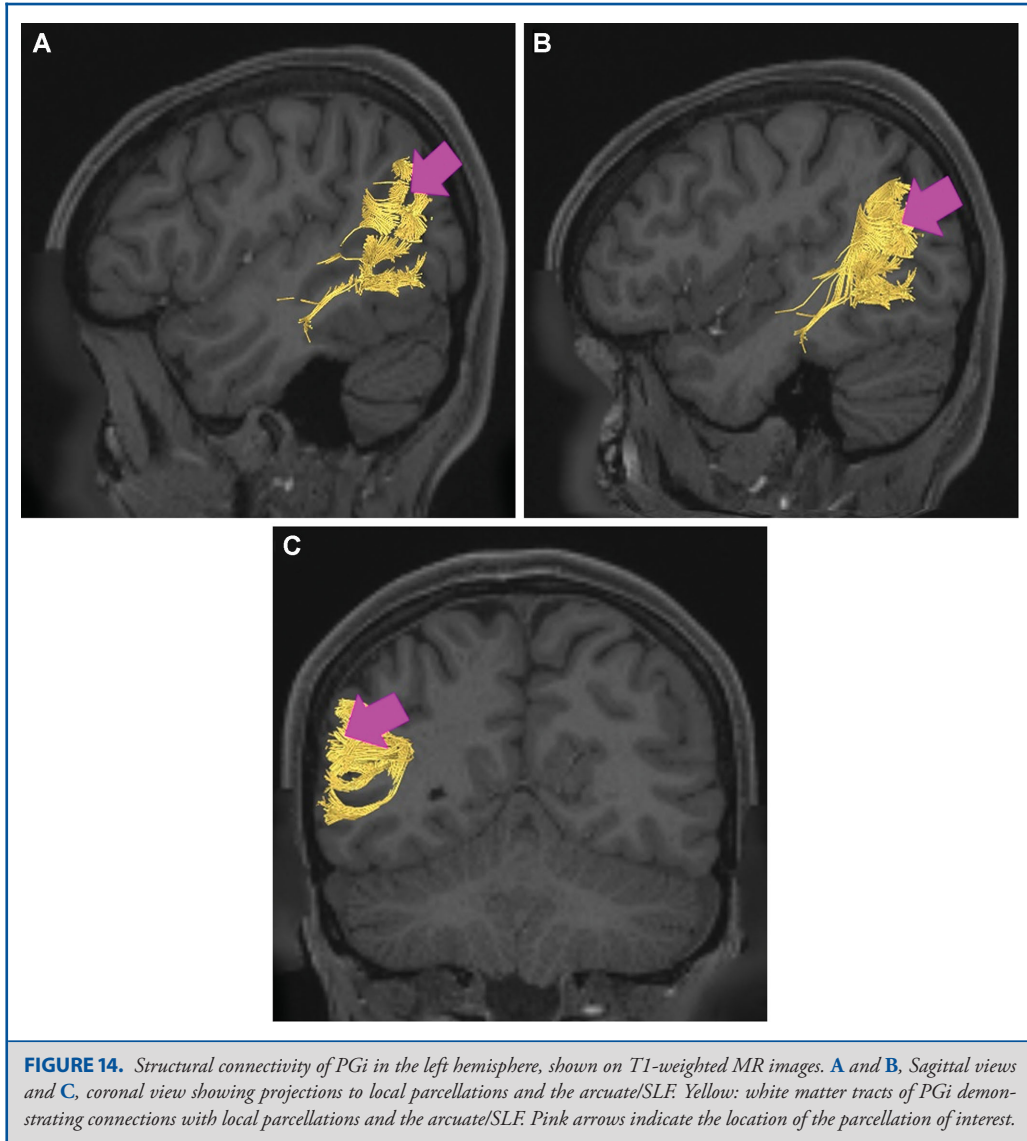 A
B
C
FIGURE 14. Structural connectivity of PGi in the left hemisphere, shown on T1-weighted MR images. A and B, Sagittal views
and C, coronal view showing projections to local parcellations and the arcuate/SLF. Yellow: white matter tracts of PGi demon-
strating connections with local parcellations and the arcuate/SLF. Pink arrows indicate the location of the parcellation of interest.